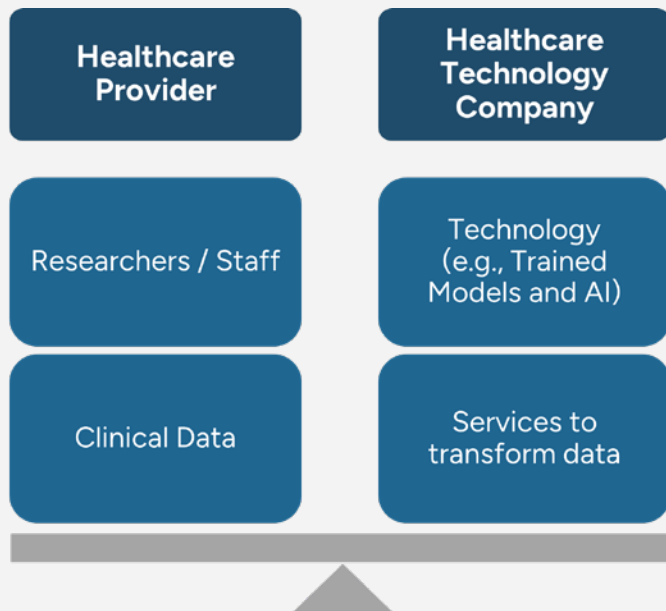 Healthcare
Provider
Healthcare
Technology
Company
Researchers / Staff
Technology
(e.g., Trained
Models and AI)
Clinical Data
Services to
transform data